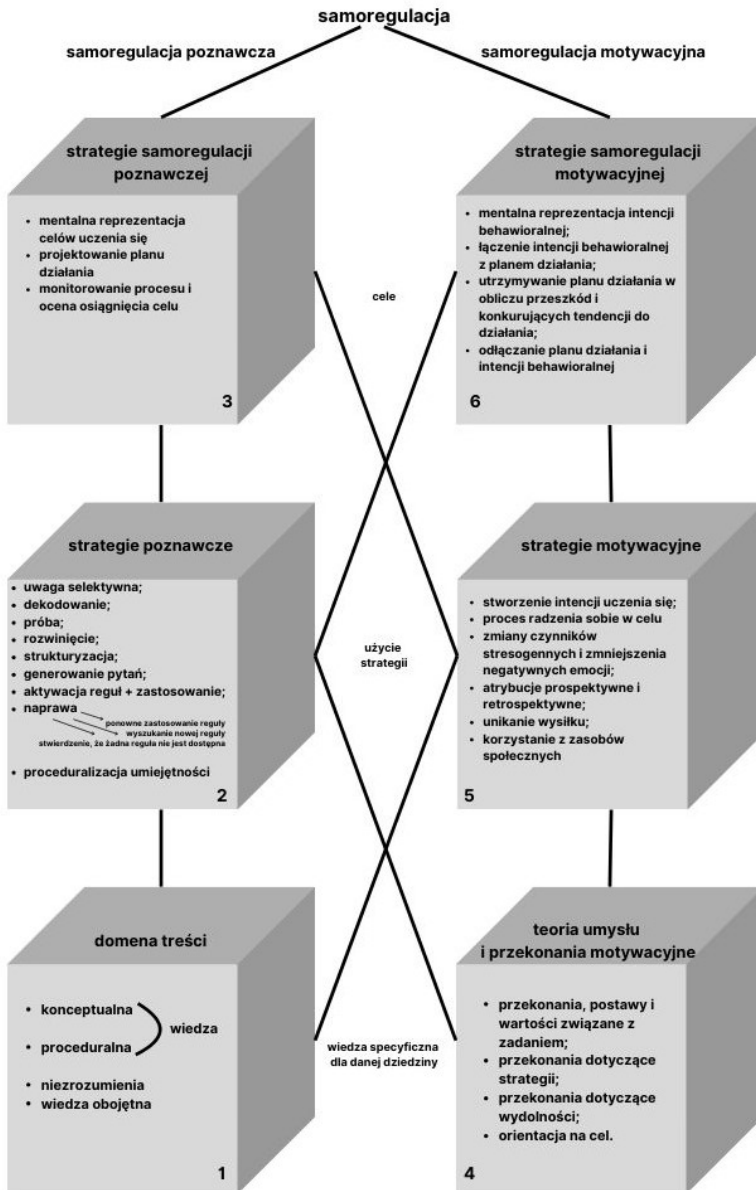 samoregulacja
samoregulacja poznawcza
samoregulacja motywacyjna
strategie samoregulacji
poznawczej
• mentalna reprezentacja
celów uczenia się
• projektowanie planu
działania
• monitorowanie procesu i
ocena osiągnięcia celu
3
strategie samoregulacji
motywacyjnej
• mentalna reprezentacja intencji
behawioralnej;
• łączenie intencji behawioralnej
z planem działania;
• utrzymywanie planu działania w
obliczu przeszkód i
konkurujących tendencji do
działania;
• odłączanie planu działania i
intencji behawioralnej
6
cele
strategie poznawcze
• uwaga selektywna;
• dekodowanie;
• próba;
• rozwinięcie;
• strukturyzacja;
• generowanie pytań;
• aktywacja reguł + zastosowanie;
• naprawa
ponowne zastosowanie reguły
wyszukanie nowej reguły
stwierdzenie, że żadna reguła nie jest dostępna
• proceduralizacja umiejętności
2
strategie motywacyjne
• stworzenie intencji uczenia się;
• proces radzenia sobie w celu
• zmiany czynników
stresogennych i zmniejszenia
negatywnych emocji;
• atrybucje prospektywne i
retrospektywne;
• unikanie wysiłku;
• korzystanie z zasobów
społecznych
5
użycie
strategii
domena treści
• konceptualna
wiedza
• proceduralna
• niezrozumienia
• wiedza obojętna
1
teoria umysłu
i przekonania motywacyjne
• przekonania, postawy i
wartości związane z
zadaniem;
• przekonania dotyczące
strategii;
• przekonania dotyczące
wydolności;
• orientacja na cel.
4
wiedza specyficzna
dla danej dziedziny